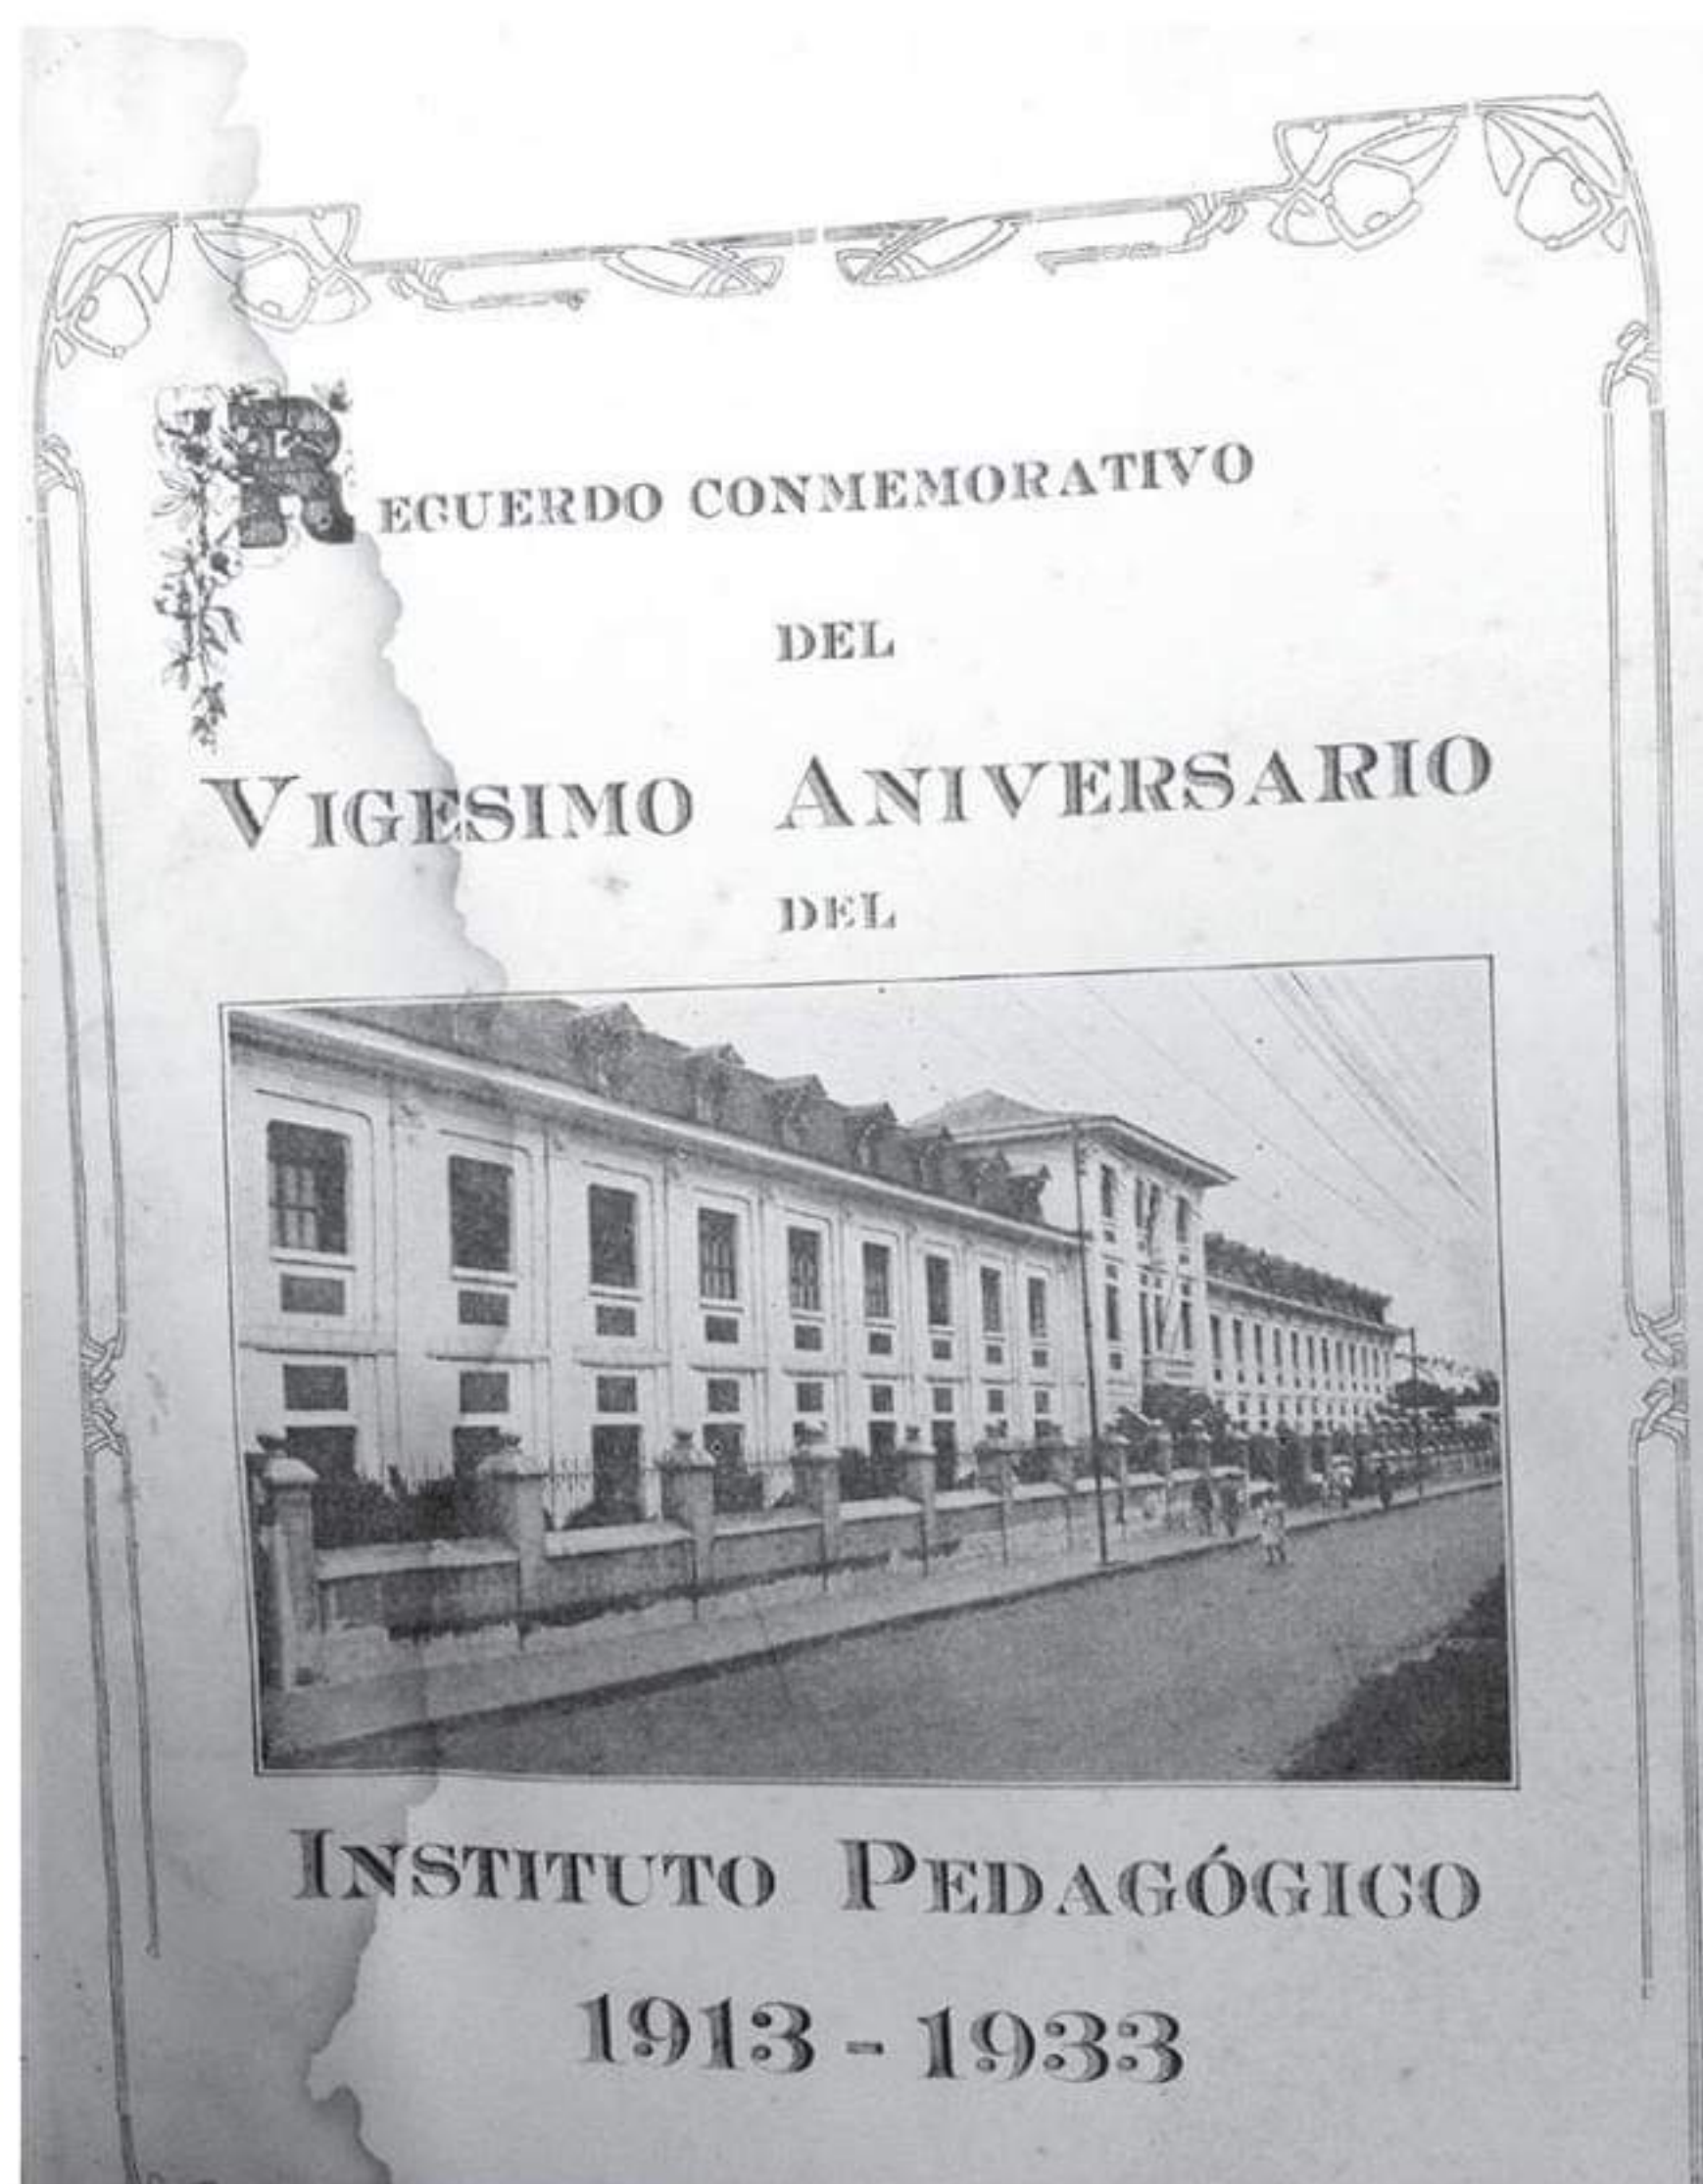 RECUERDO CONMEMORATIVO
DEL
VIGESIMO ANIVERSARIO
DEL
INSTITUTO PEDAGÓGICO
1913 - 1933